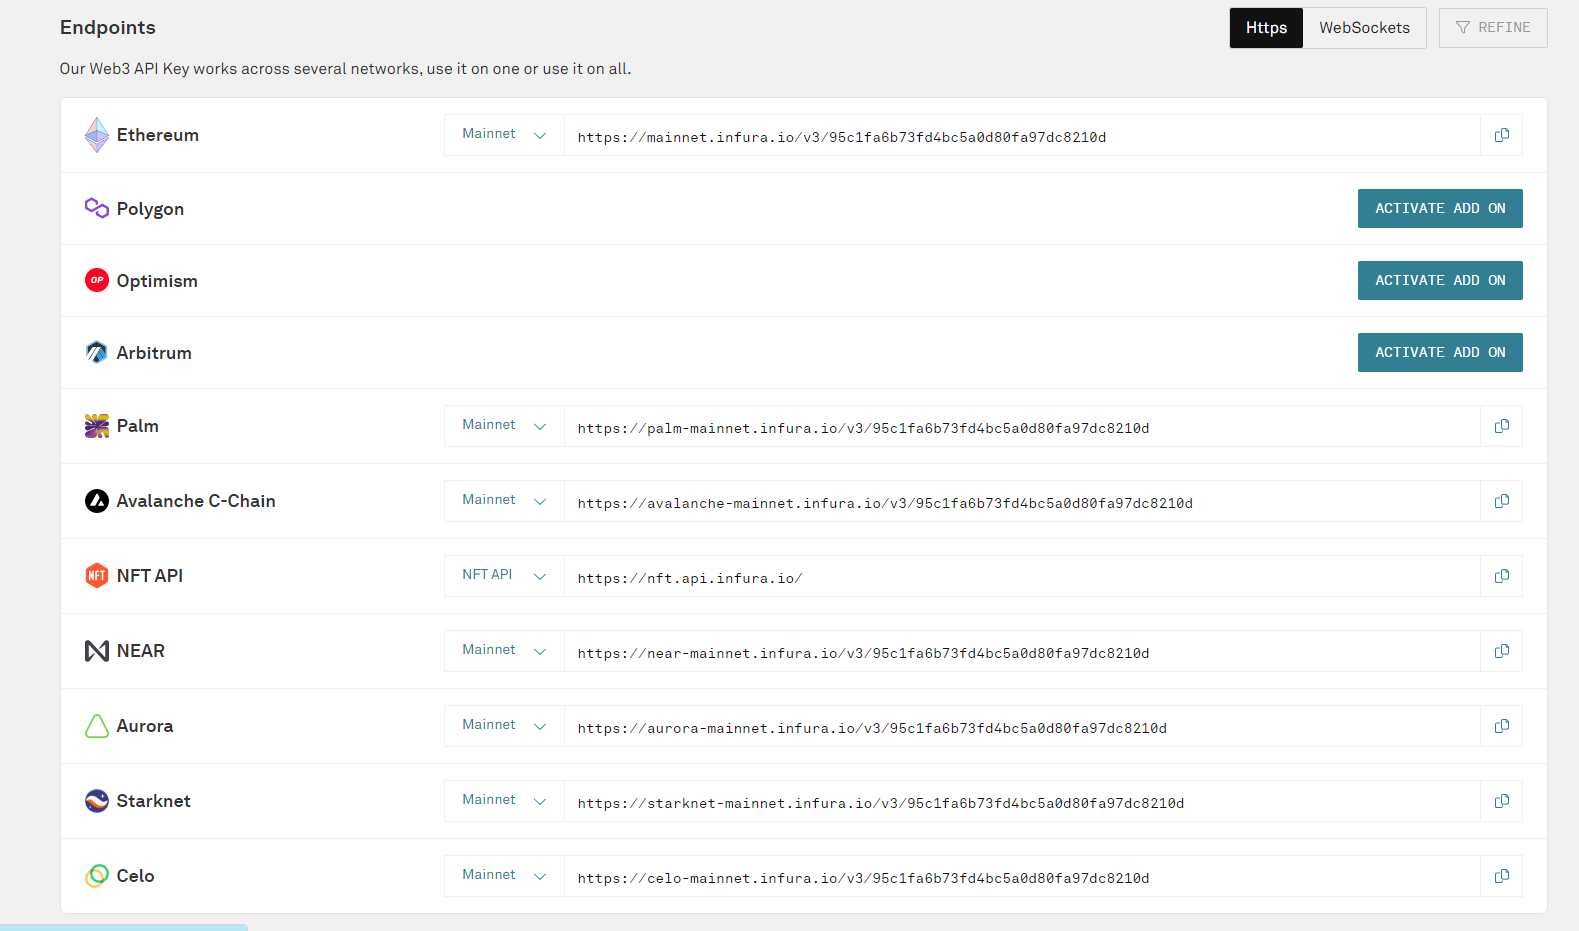 Endpoints
Https WebSockets REFINE
Our Web3 API Key works across several networks, use it on one or use it on all.
Ethereum Mainnet https://mainnet.infura.io/v3/95c1fa6b73fd4bc5a0d80fa97dc8210d
Polygon ACTIVATE ADD ON
OP Optimism ACTIVATE ADD ON
Arbitrum ACTIVATE ADD ON
Palm Mainnet https://palm-mainnet.infura.io/v3/95c1fa6b73fd4bc5a0d80fa97dc8210d
Avalanche C-Chain Mainnet https://avalanche-mainnet.infura.io/v3/95c1fa6b73fd4bc5a0d80fa97dc8210d
NFT NFT API NFT API https://nft.api.infura.io/
NEAR Mainnet https://near-mainnet.infura.io/v3/95c1fa6b73fd4bc5a0d80fa97dc8210d
Aurora Mainnet https://aurora-mainnet.infura.io/v3/95c1fa6b73fd4bc5a0d80fa97dc8210d
Starknet Mainnet https://starknet-mainnet.infura.io/v3/95c1fa6b73fd4bc5a0d80fa97dc8210d
Celo Mainnet https://celo-mainnet.infura.io/v3/95c1fa6b73fd4bc5a0d80fa97dc8210d